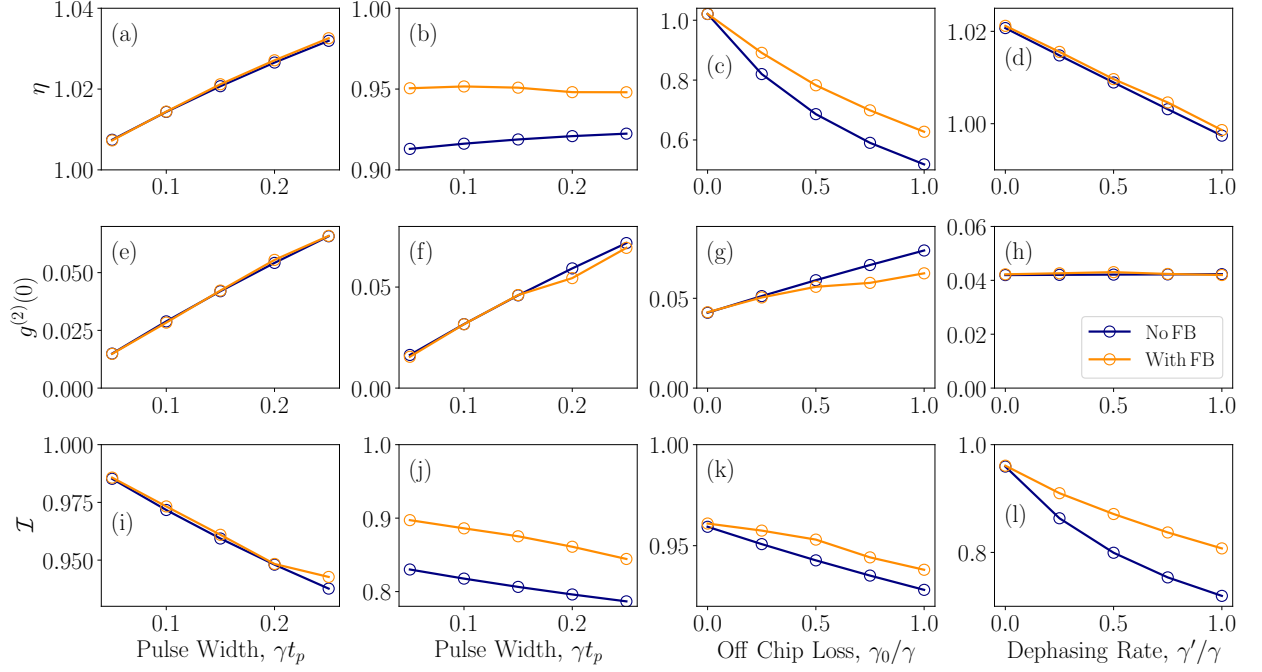 1.04 1.02 1.00 η (a) 0.1 0.2
0.95 0.90 1.00 (b) 0.1 0.2
1.0 0.8 0.6 (c) 0.0 0.5 1.0
1.02 1.00 (d) 0.0 0.5 1.0
0.050 0.025 0.000 g⁽²⁾(0) (e) 0.1 0.2
0.05 0.00 (f) 0.1 0.2
0.05 0.00 (g) 0.0 0.5 1.0
0.06 0.04 0.02 0.00 (h) 0.0 0.5 1.0
No FB
With FB
1.000 0.975 0.950 ℐ (i) 0.1 0.2
Pulse Width, γtₚ
1.0 0.9 0.8 (j) 0.1 0.2
Pulse Width, γtₚ
0.95 (k) 0.0 0.5 1.0
Off Chip Loss, γ₀/γ
1.0 0.8 (l) 0.0 0.5 1.0
Dephasing Rate, γ′/γ